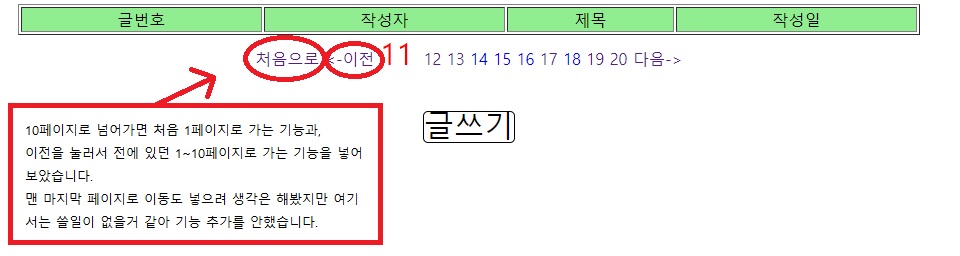 글번호 작성자 제목 작성일
처음으로 <-이전 11 12 13 14 15 16 17 18 19 20 다음->
글쓰기
10페이지로 넘어가면 처음 1페이지로 가는 기능과,
이전을 눌러서 전에 있던 1~10페이지로 가는 기능을 넣어
보았습니다.
맨 마지막 페이지로 이동도 넣으려 생각은 해봤지만 여기
서는 쓸일이 없을거 같아 기능 추가를 안했습니다.